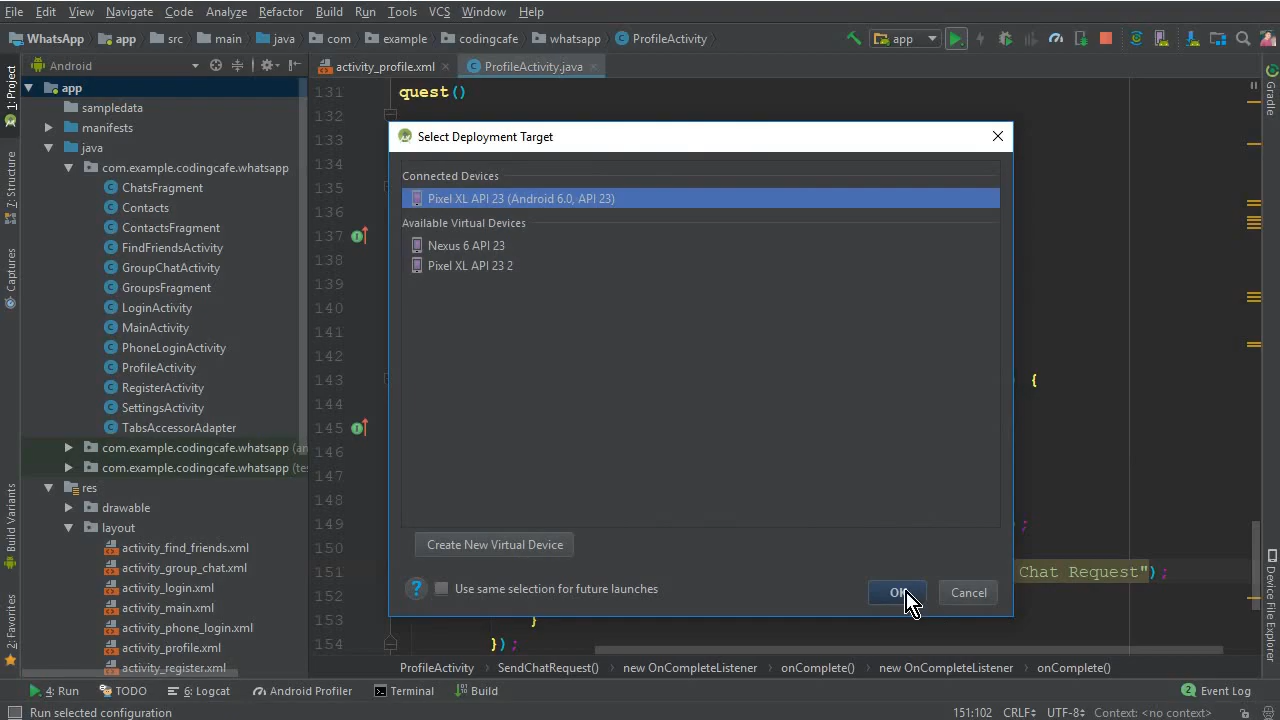 File Edit View Navigate Code Analyze Refactor Build Run Tools VCS Window Help
WhatsApp app src main java com example codingcafe whatsapp ProfileActivity app
1: Project
7: Structure
Captures
Build Variants
2: Favorites
Android
app
sampledata
manifests
java
com.example.codingcafe.whatsapp
ChatsFragment
Contacts
ContactsFragment
FindFriendsActivity
GroupChatActivity
GroupsFragment
LoginActivity
MainActivity
PhoneLoginActivity
ProfileActivity
RegisterActivity
SettingsActivity
TabsAccessorAdapter
com.example.codingcafe.whatsapp (an
com.example.codingcafe.whatsapp (te
res
drawable
layout
activity_find_friends.xml
activity_group_chat.xml
activity_login.xml
activity_main.xml
activity_phone_login.xml
activity_profile.xml
activity_register.xml
activity_profile.xml ProfileActivity.java
131 quest()
132
133
134
135
136
137
138
139
140
141
142
143 {
144
145
146
147
148
149 ;
150
151 Chat Request");
152
153 }
154 });
Select Deployment Target
Connected Devices
Pixel XL API 23 (Android 6.0, API 23)
Available Virtual Devices
Nexus 6 API 23
Pixel XL API 23 2
Create New Virtual Device
? Use same selection for future launches
OK Cancel
Gradle
Device File Explorer
ProfileActivity SendChatRequest() new OnCompleteListener onComplete() new OnCompleteListener onComplete()
4: Run TODO 6: Logcat Android Profiler Terminal Build 2 Event Log
Run selected configuration 151:102 CRLF UTF-8 Context: <no context>